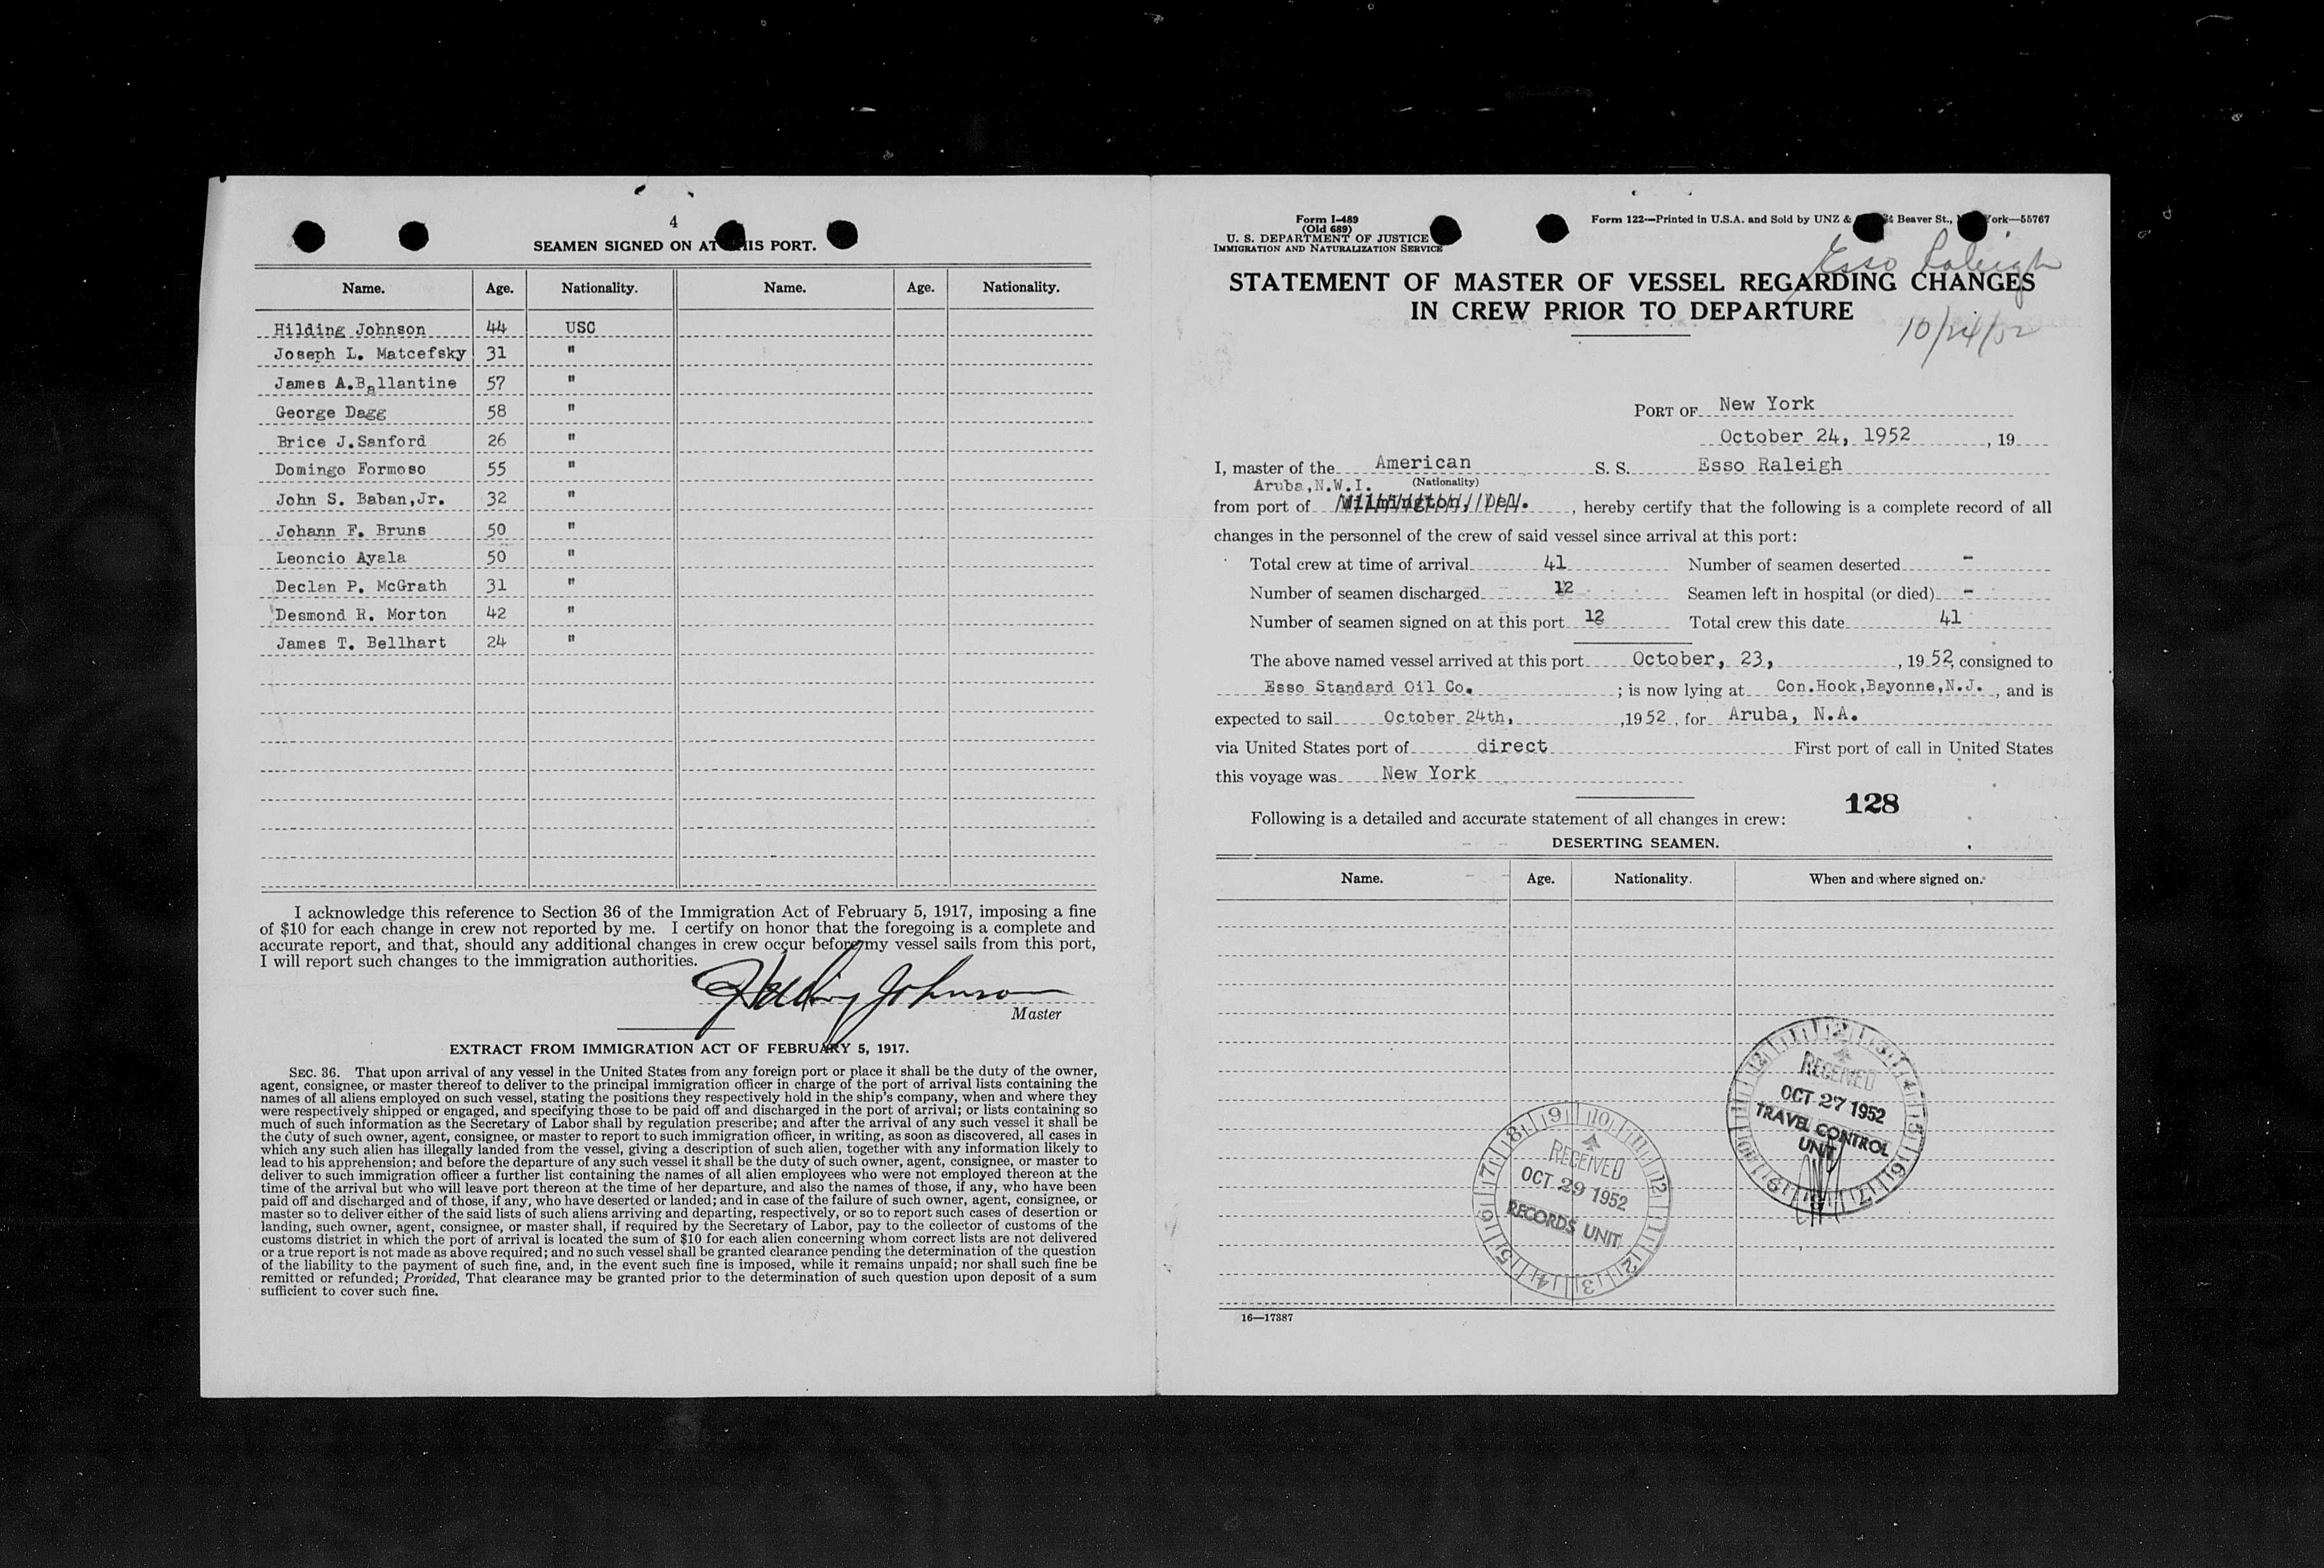 4
SEAMEN SIGNED ON AT THIS PORT.
Name. Age. Nationality. Name. Age. Nationality.
Hilding Johnson 44 USC
Joseph L. Matcefsky 31 "
James A.Ballantine 57 "
George Dagg 58 "
Brice J.Sanford 26 "
Domingo Formoso 55 "
John S. Baban,Jr. 32 "
Johann F. Bruns 50 "
Leoncio Ayala 50 "
Declan P. McGrath 31 "
Desmond R. Morton 42 "
James T. Bellhart 24 "
I acknowledge this reference to Section 36 of the Immigration Act of February 5, 1917, imposing a fine
of $10 for each change in crew not reported by me. I certify on honor that the foregoing is a complete and
accurate report, and that, should any additional changes in crew occur before my vessel sails from this port,
I will report such changes to the immigration authorities.
Hilding Johnson
Master
EXTRACT FROM IMMIGRATION ACT OF FEBRUARY 5, 1917.
SEC. 36. That upon arrival of any vessel in the United States from any foreign port or place it shall be the duty of the owner,
agent, consignee, or master thereof to deliver to the principal immigration officer in charge of the port of arrival lists containing the
names of all aliens employed on such vessel, stating the positions they respectively hold in the ship's company, when and where they
were respectively shipped or engaged, and specifying those to be paid off and discharged in the port of arrival; or lists containing so
much of such information as the Secretary of Labor shall by regulation prescribe; and after the arrival of any such vessel it shall be
the duty of such owner, agent, consignee, or master to report to such immigration officer, in writing, as soon as discovered, all cases in
which any such alien has illegally landed from the vessel, giving a description of such alien, together with any information likely to
lead to his apprehension; and before the departure of any such vessel it shall be the duty of such owner, agent, consignee, or master to
deliver to such immigration officer a further list containing the names of all alien employees who were not employed thereon at the
time of the arrival but who will leave port thereon at the time of her departure, and also the names of those, if any, who have been
paid off and discharged and of those, if any, who have deserted or landed; and in case of the failure of such owner, agent, consignee, or
master so to deliver either of the said lists of such aliens arriving and departing, respectively, or so to report such cases of desertion or
landing, such owner, agent, consignee, or master shall, if required by the Secretary of Labor, pay to the collector of customs of the
customs district in which the port of arrival is located the sum of $10 for each alien concerning whom correct lists are not delivered
or a true report is not made as above required; and no such vessel shall be granted clearance pending the determination of the question
of the liability to the payment of such fine, and, in the event such fine is imposed, while it remains unpaid; nor shall such fine be
remitted or refunded; Provided, That clearance may be granted prior to the determination of such question upon deposit of a sum
sufficient to cover such fine.
Form I-489
(Old 689)
U. S. DEPARTMENT OF JUSTICE
IMMIGRATION AND NATURALIZATION SERVICE
Form 122—Printed in U.S.A. and Sold by UNZ & Beaver St., York—55767
Esso Raleigh
STATEMENT OF MASTER OF VESSEL REGARDING CHANGES
IN CREW PRIOR TO DEPARTURE
10/24/52
PORT OF New York
October 24, 1952 , 19
I, master of the American S. S. Esso Raleigh
Aruba,N.W.I. (Nationality)
from port of Wilmington, Del. , hereby certify that the following is a complete record of all
changes in the personnel of the crew of said vessel since arrival at this port:
Total crew at time of arrival 41 Number of seamen deserted -
Number of seamen discharged 12 Seamen left in hospital (or died) -
Number of seamen signed on at this port 12 Total crew this date 41
The above named vessel arrived at this port October, 23, , 1952, consigned to
Esso Standard Oil Co. ; is now lying at Con.Hook,Bayonne,N.J. , and is
expected to sail October 24th, ,1952 , for Aruba, N.A.
via United States port of direct First port of call in United States
this voyage was New York
128
Following is a detailed and accurate statement of all changes in crew:
DESERTING SEAMEN.
Name. Age. Nationality. When and where signed on.
RECEIVED
OCT 27 1952
TRAVEL CONTROL
UNIT
RECEIVED
OCT 29 1952
RECORDS UNIT
16—17387